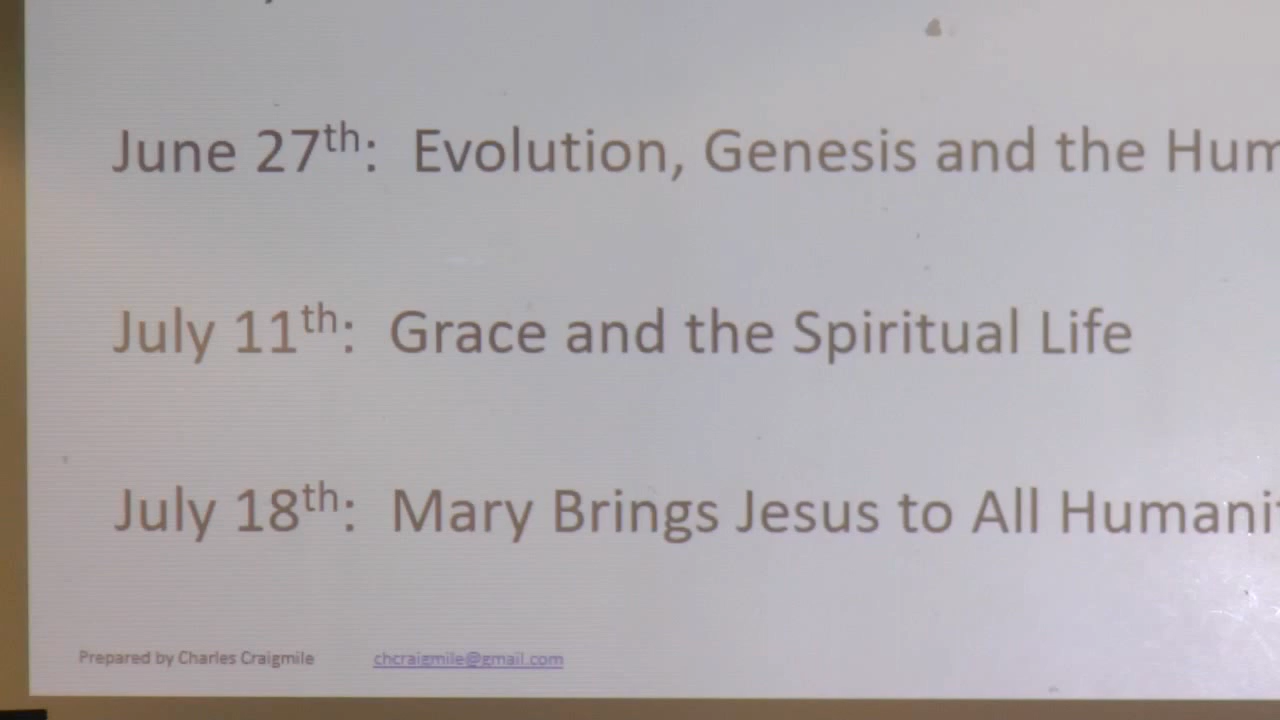 June 27th: Evolution, Genesis and the
July 11th: Grace and the Spiritual Life
July 18th: Mary Brings Jesus to All
Prepared by Charles Craigmile chcraigmile@gmail.com